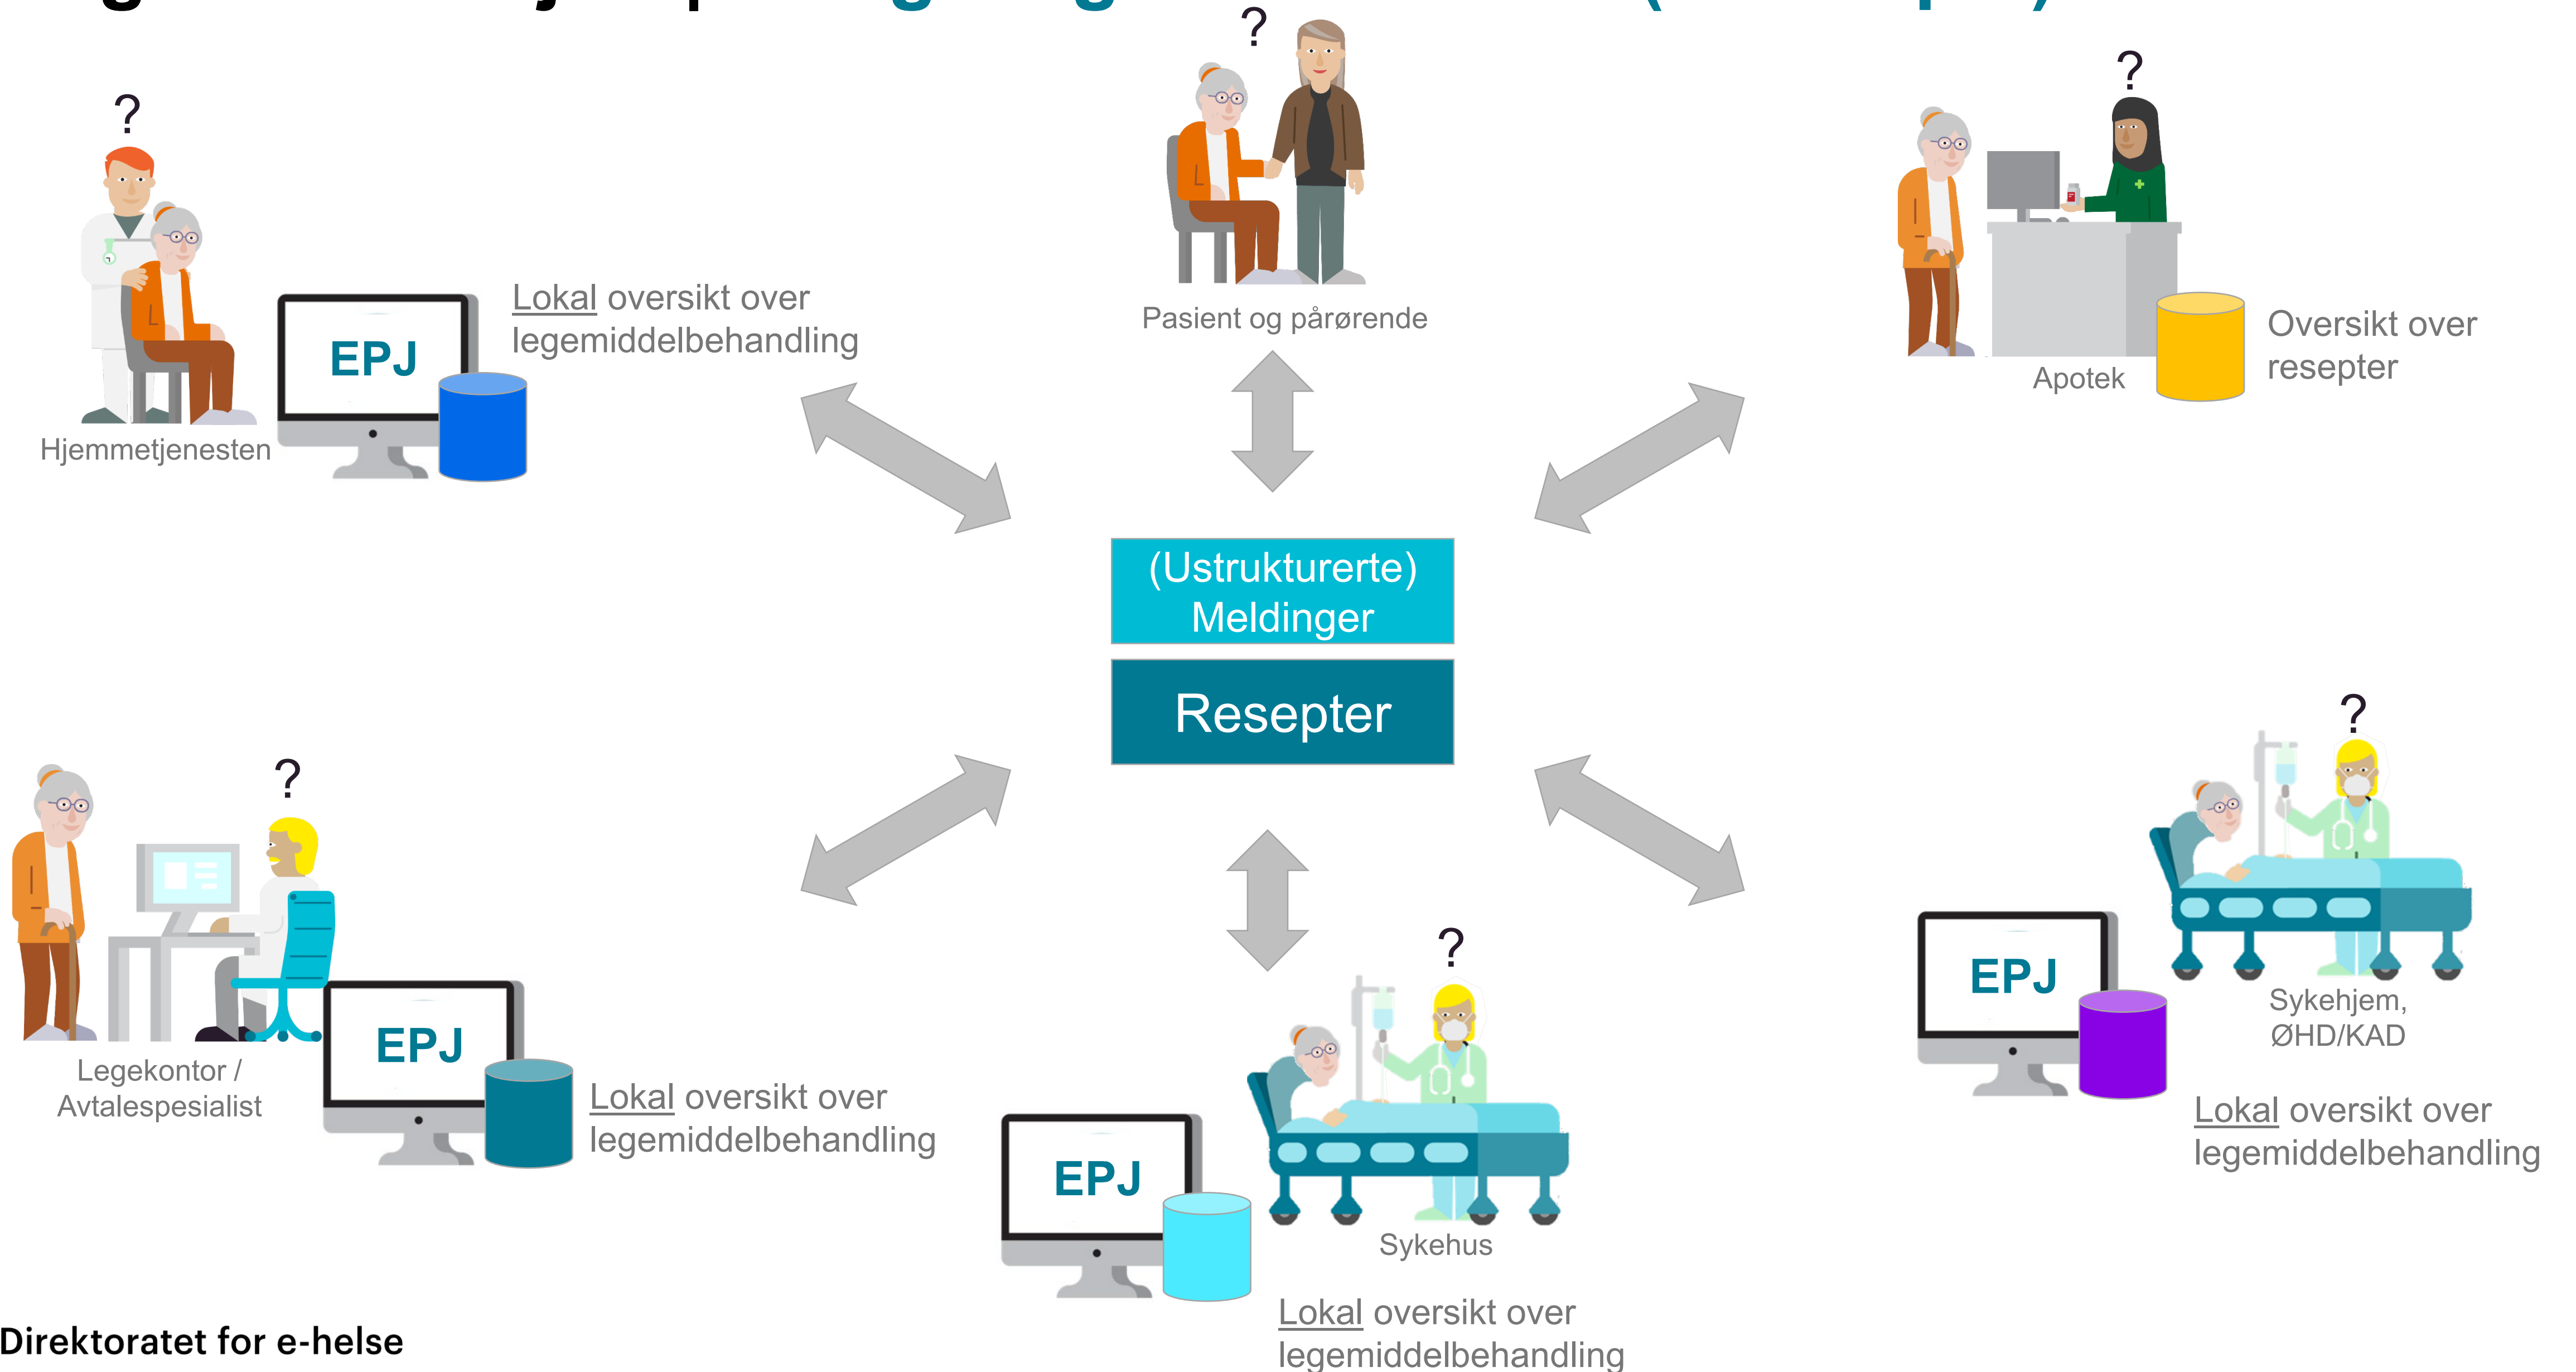 ?
?
?
Lokal oversikt over
legemiddelbehandling
EPJ
Hjemmetjenesten
Pasient og pårørende
Apotek
Oversikt over
resepter
(Ustrukturerte)
Meldinger
Resepter
?
EPJ
Legekontor /
Avtalespesialist
Lokal oversikt over
legemiddelbehandling
?
EPJ
Sykehus
Lokal oversikt over
legemiddelbehandling
?
EPJ
Sykehjem,
ØHD/KAD
Lokal oversikt over
legemiddelbehandling
Direktoratet for e-helse